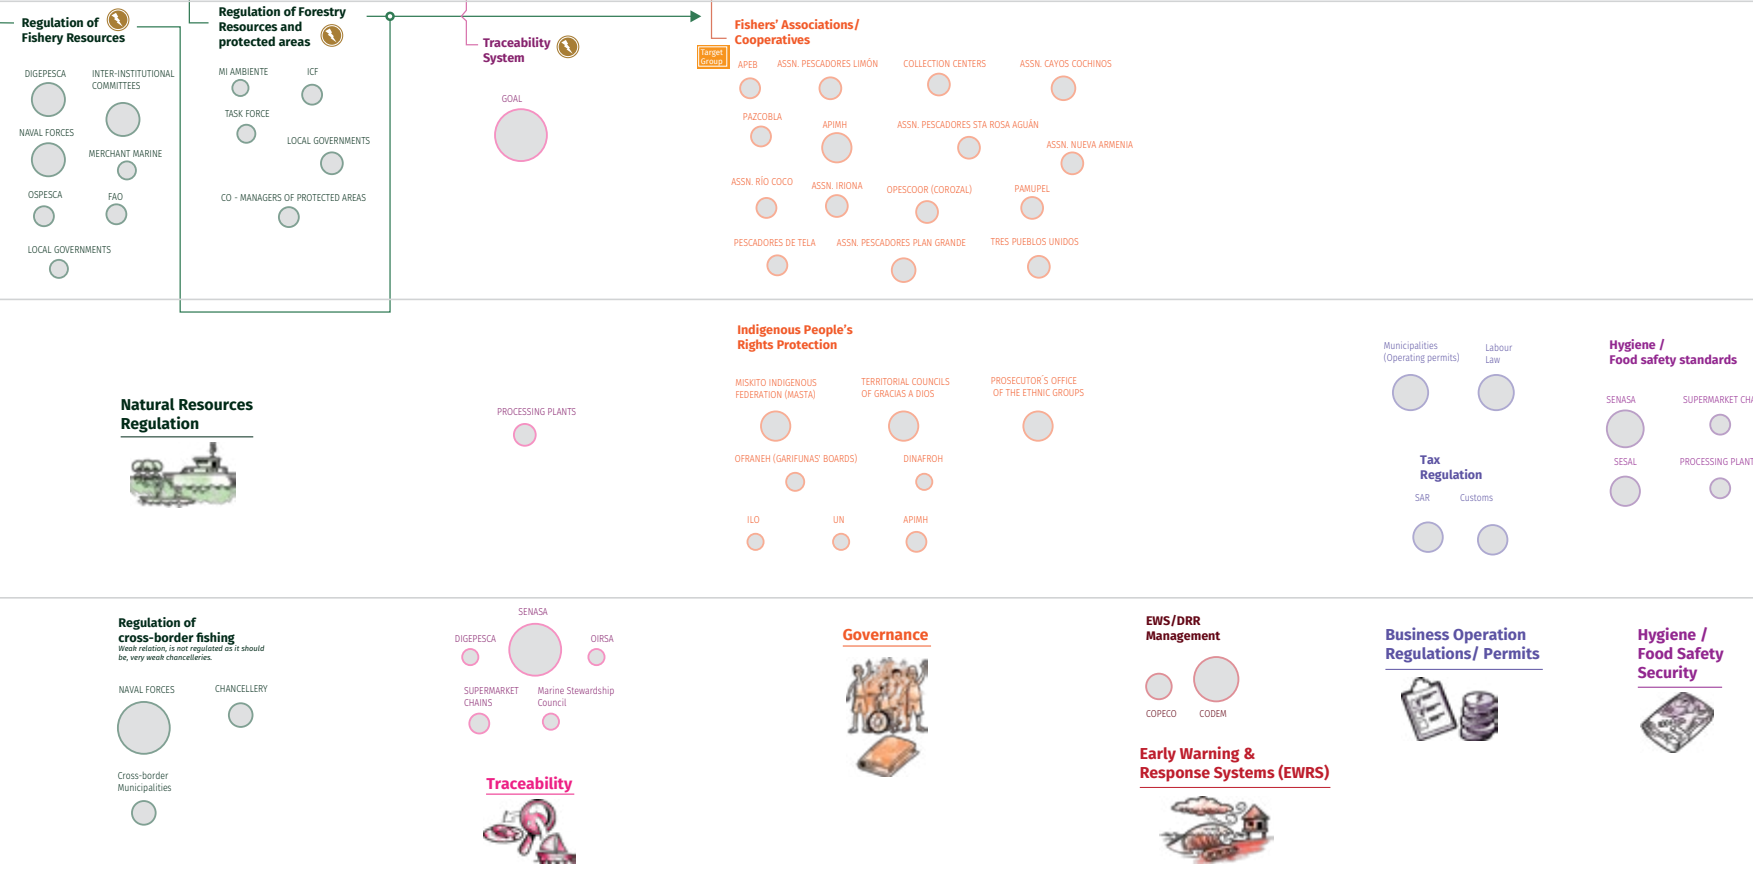 Regulation of
Fishery Resources
DIGEPESCA
INTER-INSTITUTIONAL
COMMITTEES
NAVAL FORCES
MERCHANT MARINE
OSPESCA
FAO
LOCAL GOVERNMENTS
Regulation of Forestry
Resources and
protected areas
MI AMBIENTE
ICF
TASK FORCE
LOCAL GOVERNMENTS
CO - MANAGERS OF PROTECTED AREAS
Traceability
System
GOAL
Target
Group
Fishers' Associations/
Cooperatives
APEB
ASSN. PESCADORES LIMÓN
COLLECTION CENTERS
ASSN. CAYOS COCHINOS
PAZCOBLA
APIMH
ASSN. PESCADORES STA ROSA AGUÁN
ASSN. NUEVA ARMENIA
ASSN. RÍO COCO
ASSN. IRIONA
OPESCOOR (COROZAL)
PAMUPEL
PESCADORES DE TELA
ASSN. PESCADORES PLAN GRANDE
TRES PUEBLOS UNIDOS
Natural Resources
Regulation
PROCESSING PLANTS
Indigenous People's
Rights Protection
MISKITO INDIGENOUS
FEDERATION (MASTA)
TERRITORIAL COUNCILS
OF GRACIAS A DIOS
PROSECUTOR´S OFFICE
OF THE ETHNIC GROUPS
OFRANEH (GARIFUNAS' BOARDS)
DINAFROH
ILO
UN
APIMH
Municipalities
(Operating permits)
Labour
Law
Tax
Regulation
SAR
Customs
Hygiene /
Food safety standards
SENASA
SUPERMARKET CHA
SESAL
PROCESSING PLANT
Regulation of
cross-border fishing
Weak relation, is not regulated as it should
be, very weak chancelleries.
NAVAL FORCES
CHANCELLERY
Cross-border
Municipalities
SENASA
DIGEPESCA
OIRSA
SUPERMARKET
CHAINS
Marine Stewardship
Council
Traceability
Governance
EWS/DRR
Management
COPECO
CODEM
Early Warning &
Response Systems (EWRS)
Business Operation
Regulations/ Permits
Hygiene /
Food Safety
Security